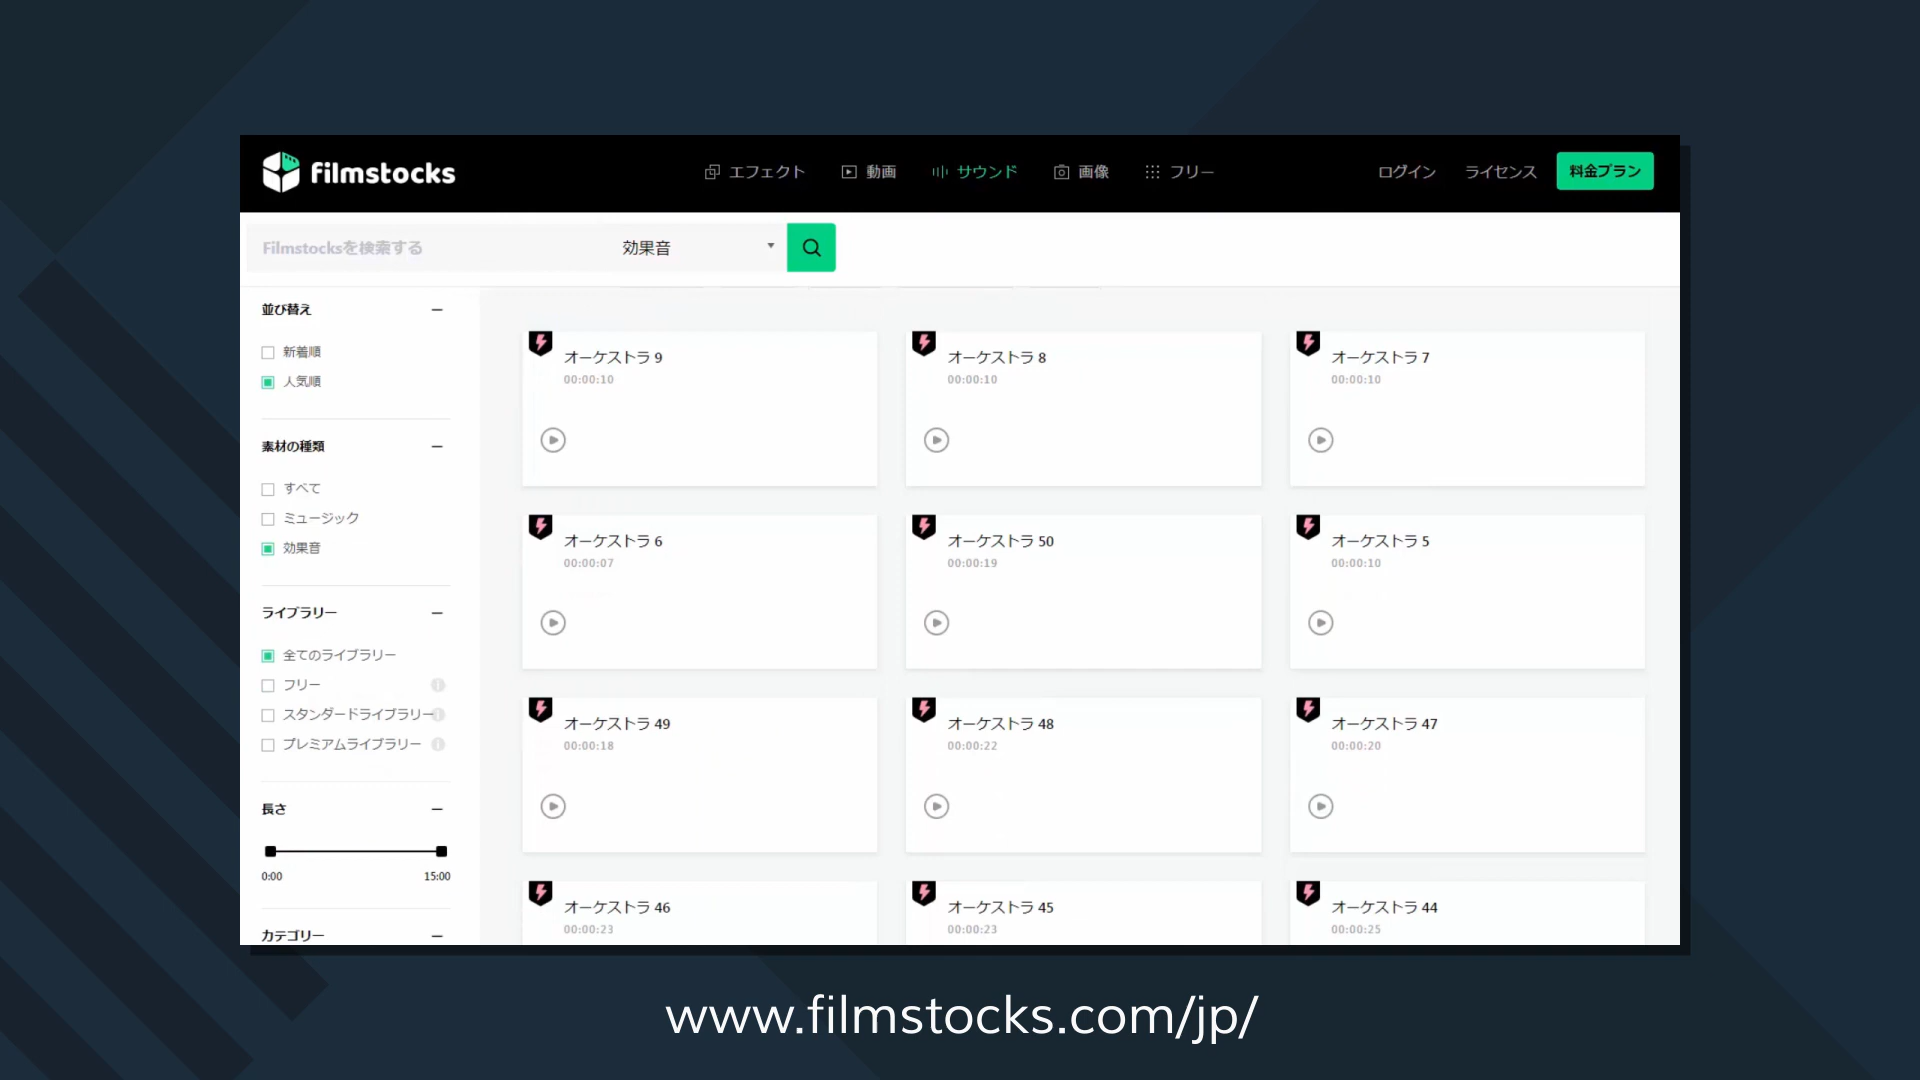 filmstocks
エフェクト 動画 サウンド 画像 フリー
ログイン ライセンス 料金プラン
Filmstocksを検索する 効果音
並び替え
新着順
人気順
素材の種類
すべて
ミュージック
効果音
ライブラリー
全てのライブラリー
フリー
スタンダードライブラリー
プレミアムライブラリー
長さ
0:00 15:00
カテゴリー
オーケストラ 9
00:00:10
オーケストラ 8
00:00:10
オーケストラ 7
00:00:10
オーケストラ 6
00:00:07
オーケストラ 50
00:00:19
オーケストラ 5
00:00:10
オーケストラ 49
00:00:18
オーケストラ 48
00:00:22
オーケストラ 47
00:00:20
オーケストラ 46
00:00:23
オーケストラ 45
00:00:23
オーケストラ 44
00:00:25
www.filmstocks.com/jp/